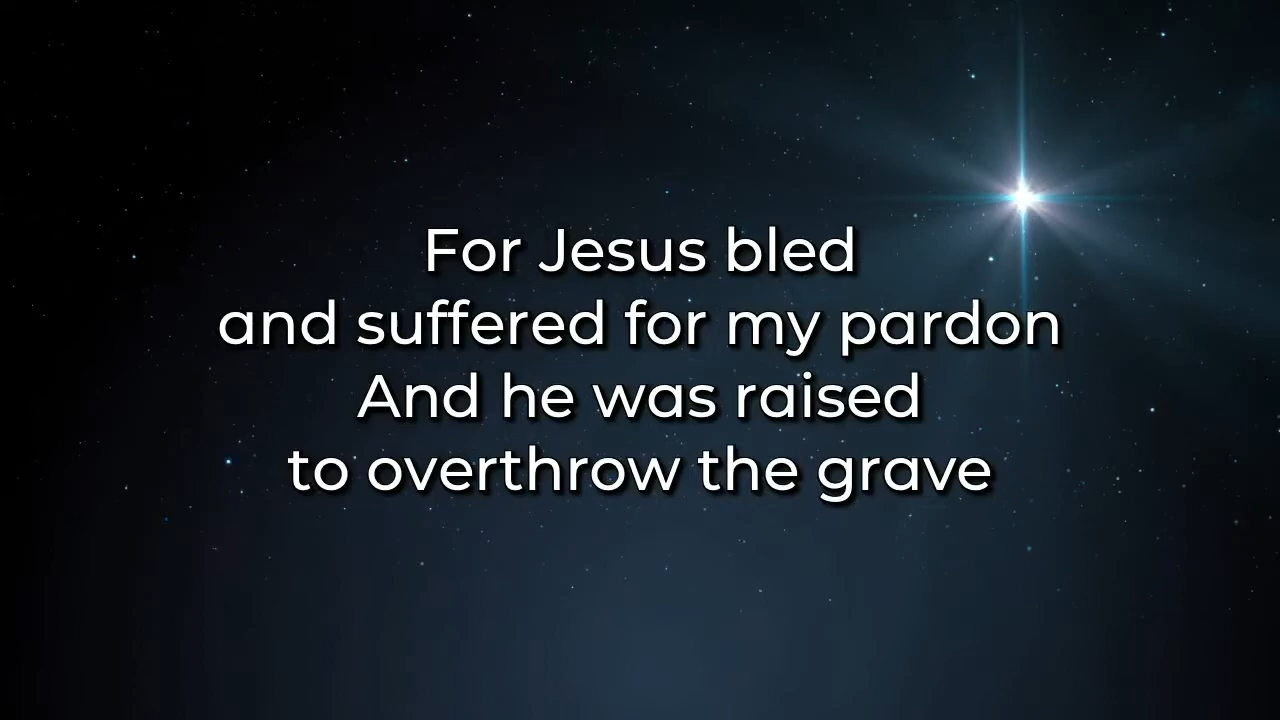 For Jesus bled
and suffered for my pardon
And he was raised
to overthrow the grave